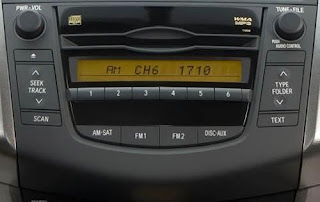 PWR•VOL
WMA
MP3
TUNE•FILE
PUSH
AUDIO CONTROL
AM CH6 1710
1 2 3 4 5 6
SEEK
TRACK
TYPE
FOLDER
SCAN
TEXT
AM•SAT
FM1
FM2
DISC•AUX